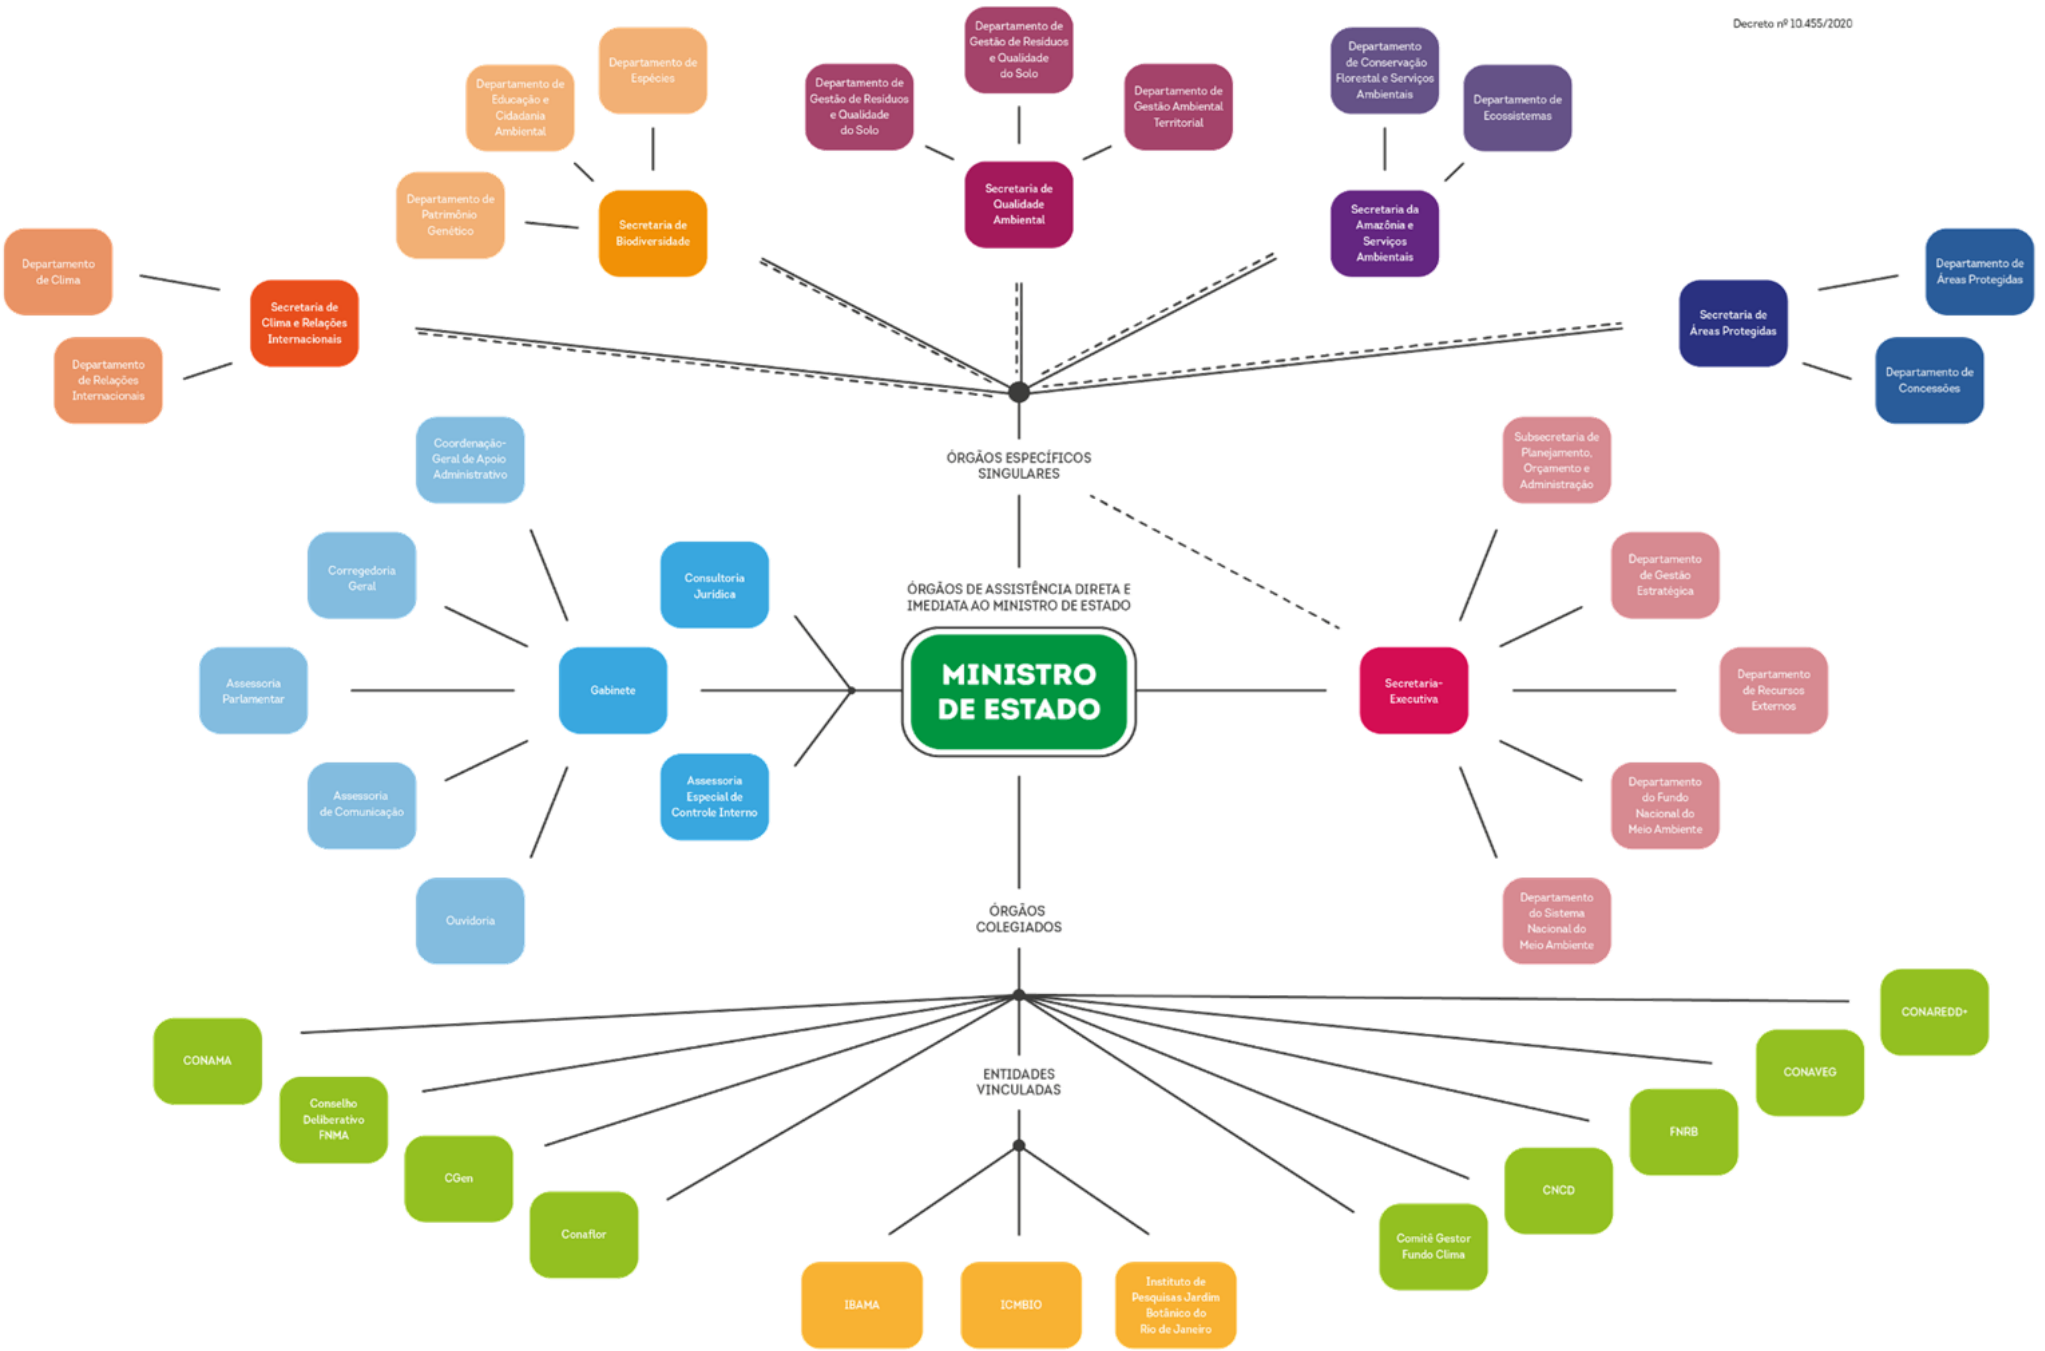 Decreto nº 10.455/2020
Departamento de
Gestão de Resíduos
e Qualidade
do Solo
Departamento de
Espécies
Departamento
de Conservação
Florestal e Serviços
Ambientais
Departamento de
Educação e
Cidadania
Ambiental
Departamento de
Gestão de Resíduos
e Qualidade
do Solo
Departamento de
Gestão Ambiental
Territorial
Departamento de
Ecossistemas
Departamento de
Patrimônio
Genético
Secretaria de
Biodiversidade
Secretaria de
Qualidade
Ambiental
Secretaria da
Amazônia e
Serviços
Ambientais
Departamento
de Clima
Secretaria de
Clima e Relações
Internacionais
Departamento
de Relações
Internacionais
Secretaria de
Áreas Protegidas
Departamento de
Áreas Protegidas
Departamento de
Concessões
ÓRGÃOS ESPECÍFICOS
SINGULARES
Coordenação-
Geral de Apoio
Administrativo
Corregedoria
Geral
Assessoria
Parlamentar
Assessoria
de Comunicação
Ouvidoria
Gabinete
Consultoria
Jurídica
Assessoria
Especial de
Controle Interno
ÓRGÃOS DE ASSISTÊNCIA DIRETA E
IMEDIATA AO MINISTRO DE ESTADO
MINISTRO
DE ESTADO
Secretaria-
Executiva
Subsecretaria de
Planejamento,
Orçamento e
Administração
Departamento
de Gestão
Estratégica
Departamento
de Recursos
Externos
Departamento
do Fundo
Nacional do
Meio Ambiente
Departamento
do Sistema
Nacional do
Meio Ambiente
ÓRGÃOS
COLEGIADOS
CONAMA
Conselho
Deliberativo
FNMA
CGen
Conaflor
ENTIDADES
VINCULADAS
IBAMA
ICMBIO
Instituto de
Pesquisas Jardim
Botânico do
Rio de Janeiro
Comitê Gestor
Fundo Clima
CNCD
FNRB
CONAVEG
CONAREDD+